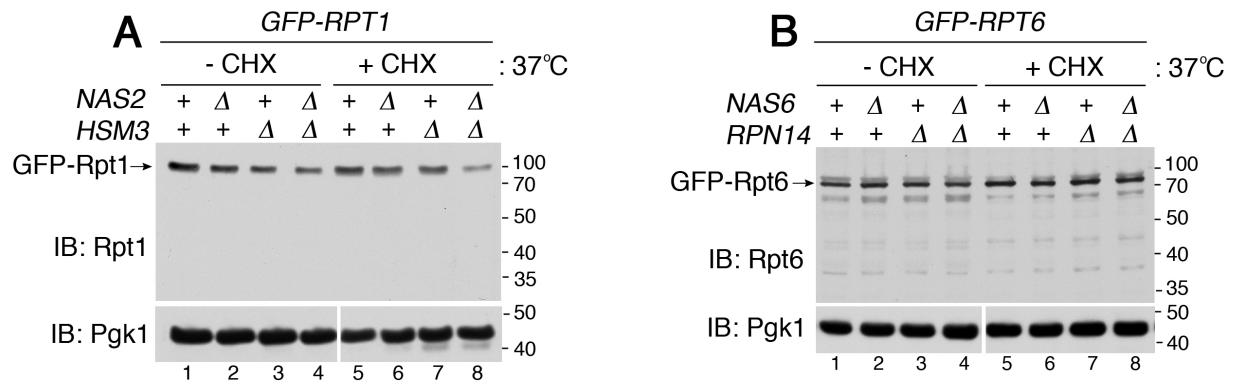 A
GFP-RPT1
- CHX + CHX : 37°C
NAS2 + Δ + Δ + Δ + Δ
HSM3 + + Δ Δ + + Δ Δ
GFP-Rpt1→
100
70
50
IB: Rpt1
40
35
50
IB: Pgk1
40
1 2 3 4 5 6 7 8
B
GFP-RPT6
- CHX + CHX : 37°C
NAS6 + Δ + Δ + Δ + Δ
RPN14 + + Δ Δ + + Δ Δ
100
GFP-Rpt6→
70
50
IB: Rpt6
40
35
50
IB: Pgk1
40
1 2 3 4 5 6 7 8